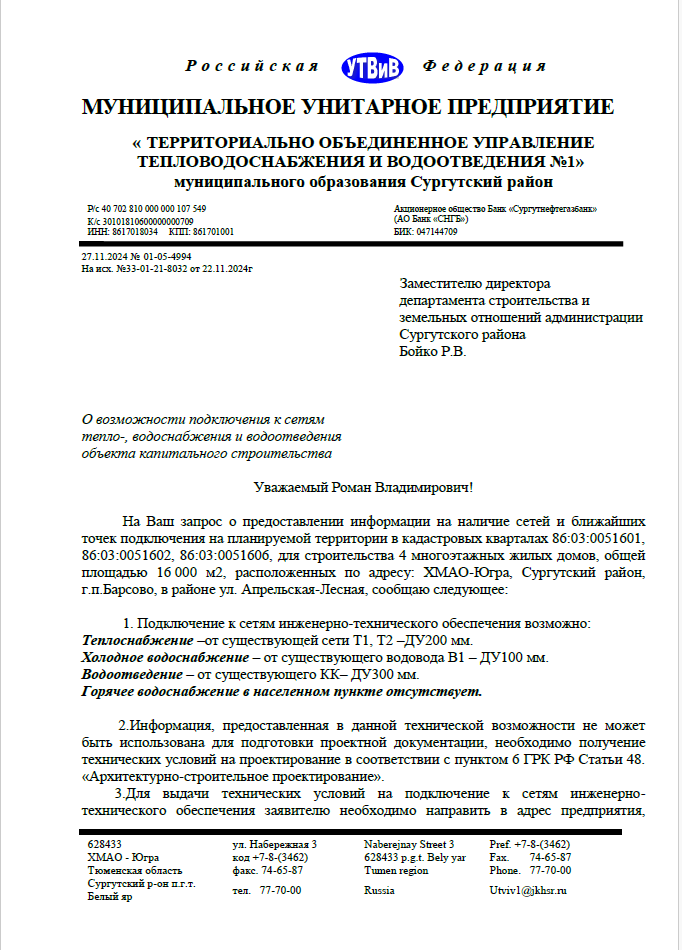 Российская УТВиВ Федерация
МУНИЦИПАЛЬНОЕ УНИТАРНОЕ ПРЕДПРИЯТИЕ
« ТЕРРИТОРИАЛЬНО ОБЪЕДИНЕННОЕ УПРАВЛЕНИЕ
ТЕПЛОВОДОСНАБЖЕНИЯ И ВОДООТВЕДЕНИЯ №1»
муниципального образования Сургутский район
Р/с 40 702 810 000 000 107 549
К/с 30101810600000000709
ИНН: 8617018034 КПП: 861701001
Акционерное общество Банк «Сургутнефтегазбанк»
(АО Банк «СНГБ»)
БИК: 047144709
27.11.2024 № 01-05-4994
На исх. №33-01-21-8032 от 22.11.2024г
Заместителю директора
департамента строительства и
земельных отношений администрации
Сургутского района
Бойко Р.В.
О возможности подключения к сетям
тепло-, водоснабжения и водоотведения
объекта капитального строительства
Уважаемый Роман Владимирович!
На Ваш запрос о предоставлении информации на наличие сетей и ближайших
точек подключения на планируемой территории в кадастровых кварталах 86:03:0051601,
86:03:0051602, 86:03:0051606, для строительства 4 многоэтажных жилых домов, общей
площадью 16 000 м2, расположенных по адресу: ХМАО-Югра, Сургутский район,
г.п.Барсово, в районе ул. Апрельская-Лесная, сообщаю следующее:
1. Подключение к сетям инженерно-технического обеспечения возможно:
Теплоснабжение –от существующей сети Т1, Т2 –ДУ200 мм.
Холодное водоснабжение – от существующего водовода В1 – ДУ100 мм.
Водоотведение – от существующего КК– ДУ300 мм.
Горячее водоснабжение в населенном пункте отсутствует.
2.Информация, предоставленная в данной технической возможности не может
быть использована для подготовки проектной документации, необходимо получение
технических условий на проектирование в соответствии с пунктом 6 ГРК РФ Статьи 48.
«Архитектурно-строительное проектирование».
3.Для выдачи технических условий на подключение к сетям инженерно-
технического обеспечения заявителю необходимо направить в адрес предприятия,
628433
ХМАО - Югра
Тюменская область
Сургутский р-он п.г.т.
Белый яр
ул. Набережная 3
код +7-8-(3462)
факс. 74-65-87
тел. 77-70-00
Naberejnay Street 3
628433 p.g.t. Bely yar
Tumen region
Russia
Pref. +7-8-(3462)
Fax. 74-65-87
Phone. 77-70-00
Utviv1@jkhsr.ru